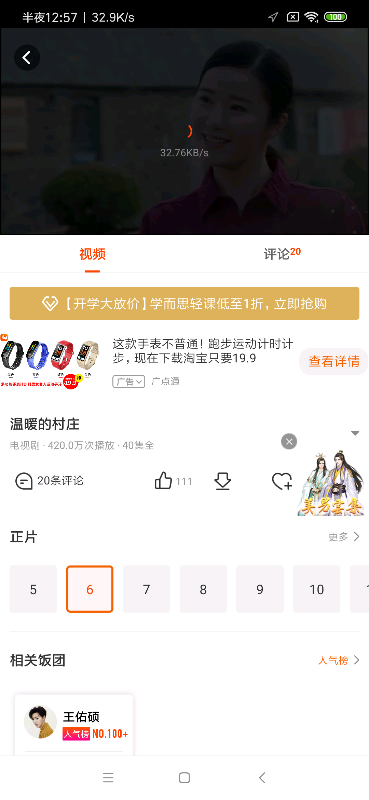 半夜12:57 | 32.9K/s
100
32.76KB/s
视频
评论20
【开学大放价】学而思轻课低至1折，立即抢购
这款手表不普通！跑步运动计时计
步，现在下载淘宝只要19.9
查看详情
广告
广点通
温暖的村庄
电视剧 · 420.0万次播放 · 40集全
20条评论
111
美男套集
正片
更多
5
6
7
8
9
10
1
相关饭团
人气榜
王佑硕
人气榜 NO.100+